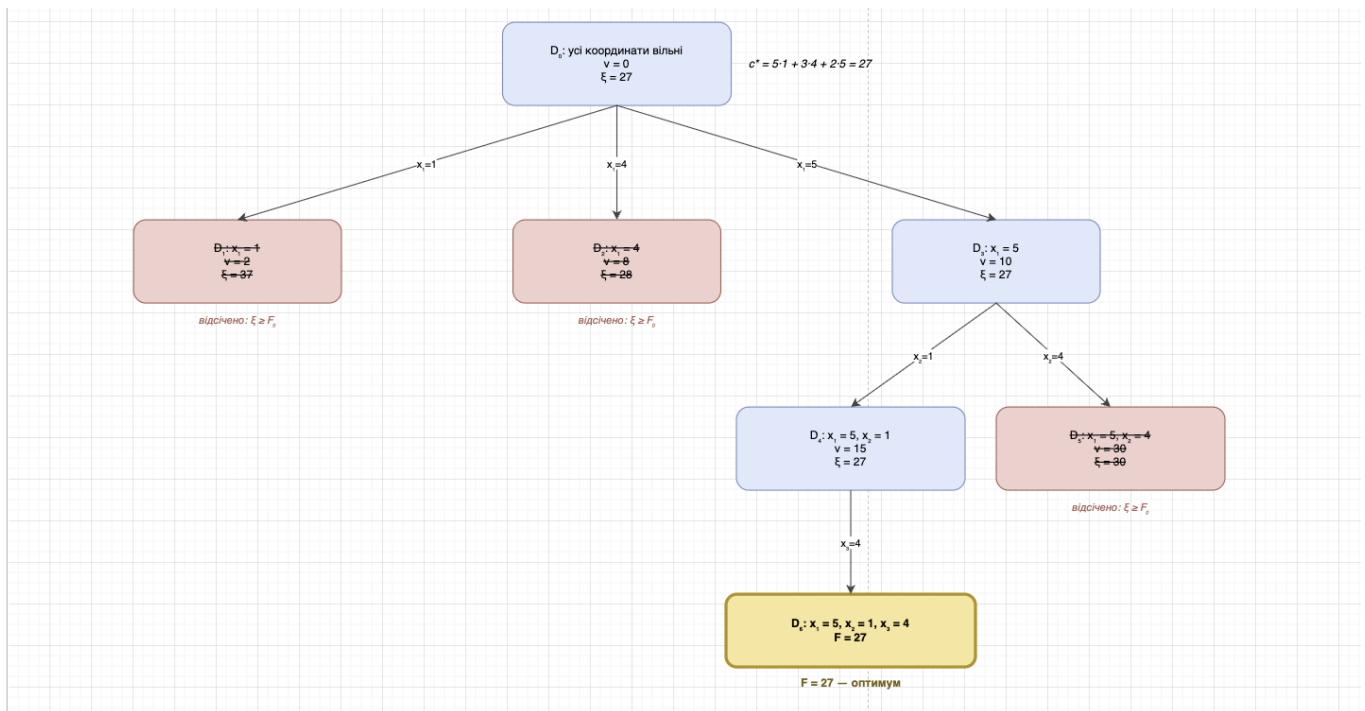 D₀: усі координати вільні
v = 0
ξ = 27
c* = 5·1 + 3·4 + 2·5 = 27
x₁=1
x₁=4
x₁=5
D₁: x₁ = 1
v = 2
ξ = 37
D₂: x₁ = 4
v = 8
ξ = 28
D₃: x₁ = 5
v = 10
ξ = 27
відсічено: ξ ≥ F₀
відсічено: ξ ≥ F₀
x₂=1
x₂=4
D₄: x₁ = 5, x₂ = 1
v = 15
ξ = 27
D₅: x₁ = 5, x₂ = 4
v = 30
ξ = 30
відсічено: ξ ≥ F₀
x₃=4
D₆: x₁ = 5, x₂ = 1, x₃ = 4
F = 27
F = 27 — оптимум